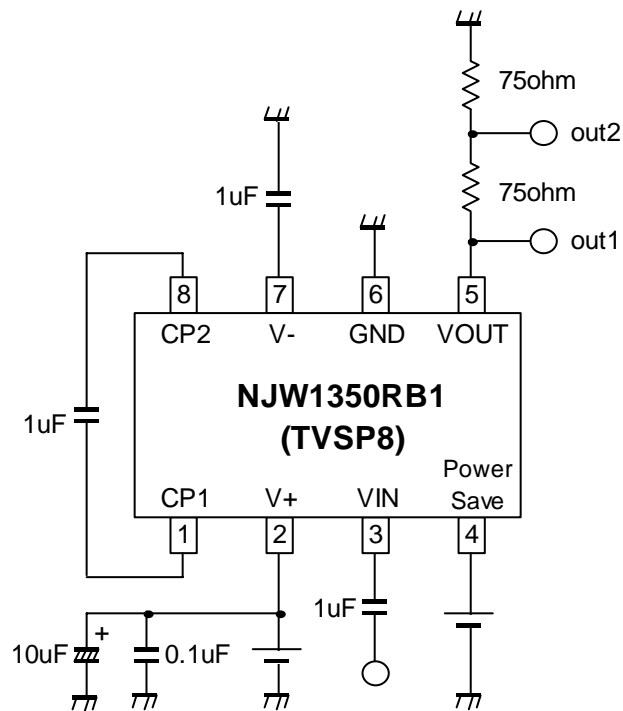 75ohm
out2
1uF
75ohm
out1
8
7
6
5
CP2
V-
GND
VOUT
NJW1350RB1
(TVSP8)
1uF
Power
Save
CP1
V+
VIN
1
2
3
4
+
10uF
0.1uF
1uF